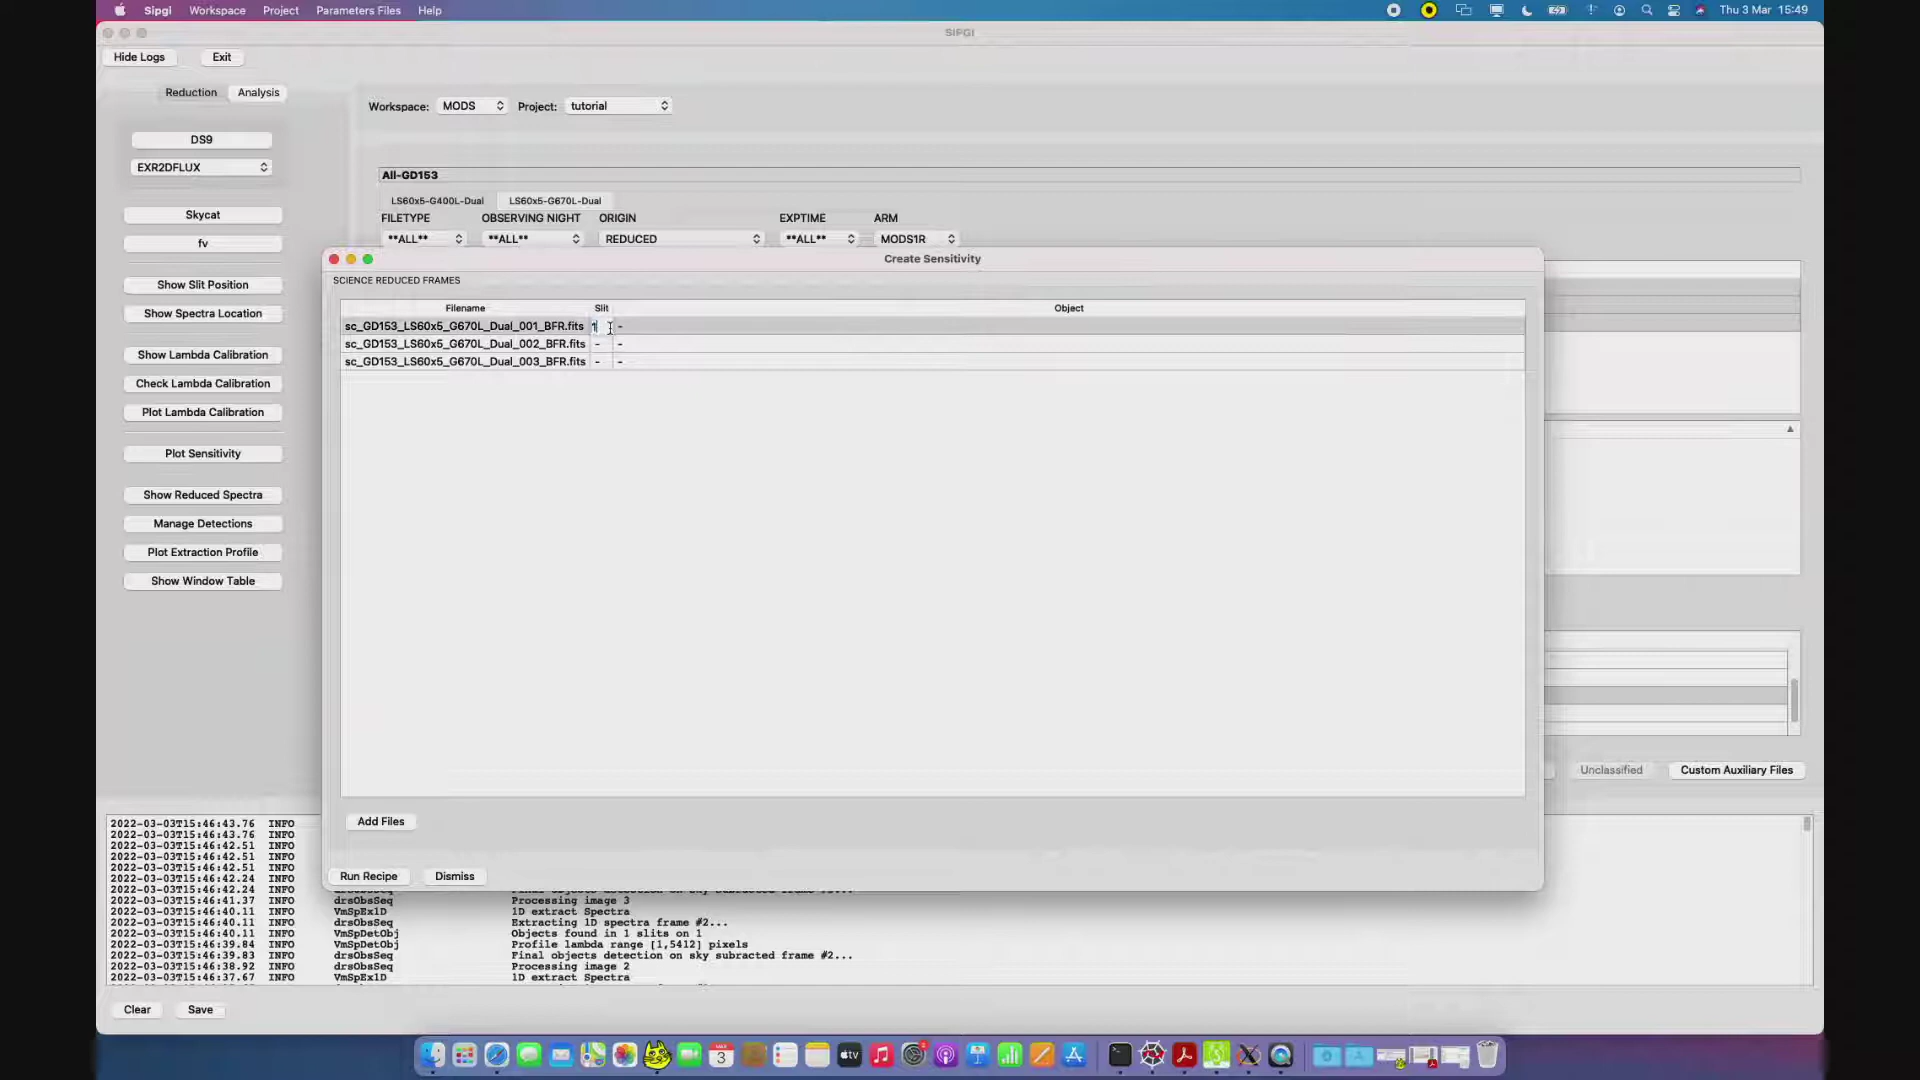 Sipgi Workspace Project Parameters Files Help
Thu 3 Mar 15:49
SIPGI
Hide Logs Exit
Reduction Analysis
Workspace: MODS Project: tutorial
DS9
EXR2DFLUX
All-GD153
LS60x5-G400L-Dual LS60x5-G670L-Dual
Skycat
FILETYPE OBSERVING NIGHT ORIGIN EXPTIME ARM
fv
**ALL** **ALL** REDUCED **ALL** MODS1R
Create Sensitivity
Show Slit Position
SCIENCE REDUCED FRAMES
Show Spectra Location
Filename Slit Object
sc_GD153_LS60x5_G670L_Dual_001_BFR.fits 1 -
sc_GD153_LS60x5_G670L_Dual_002_BFR.fits - -
sc_GD153_LS60x5_G670L_Dual_003_BFR.fits - -
Show Lambda Calibration
Check Lambda Calibration
Plot Lambda Calibration
Plot Sensitivity
Show Reduced Spectra
Manage Detections
Plot Extraction Profile
Show Window Table
Unclassified Custom Auxiliary Files
Add Files
Run Recipe Dismiss
2022-03-03T15:46:43.76 INFO
2022-03-03T15:46:43.76 INFO
2022-03-03T15:46:42.51 INFO
2022-03-03T15:46:42.51 INFO
2022-03-03T15:46:42.51 INFO
2022-03-03T15:46:42.24 INFO
2022-03-03T15:46:42.24 INFO drsObsSeq Final objects detection on sky subracted frame
2022-03-03T15:46:41.37 INFO drsObsSeq Processing image 3
2022-03-03T15:46:40.11 INFO VmSpEx1D 1D extract Spectra
2022-03-03T15:46:40.11 INFO drsObsSeq Extracting 1D spectra frame #2...
2022-03-03T15:46:40.11 INFO VmSpDetObj Objects found in 1 slits on 1
2022-03-03T15:46:39.84 INFO VmSpDetObj Profile lambda range [1,5412] pixels
2022-03-03T15:46:39.83 INFO drsObsSeq Final objects detection on sky subracted frame #2...
2022-03-03T15:46:38.92 INFO drsObsSeq Processing image 2
2022-03-03T15:46:37.67 INFO VmSpEx1D 1D extract Spectra
Clear Save
MAR 3
tv